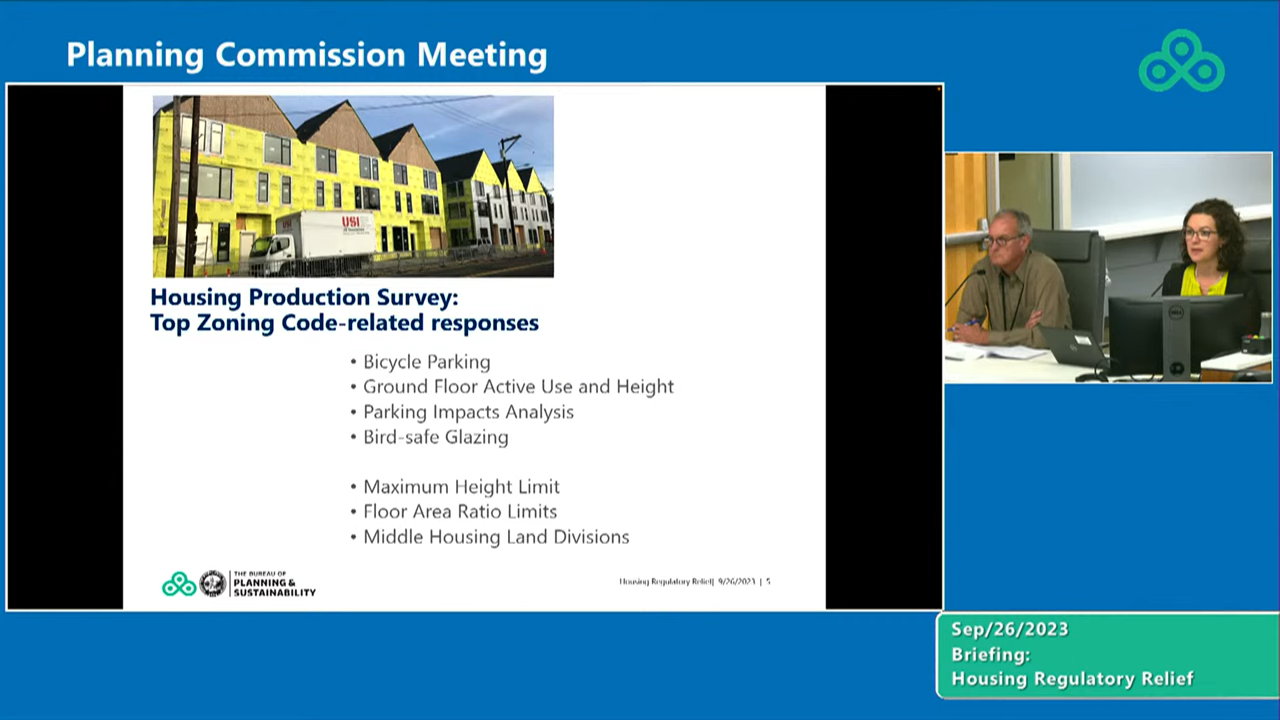 Planning Commission Meeting
USI
Housing Production Survey:
Top Zoning Code-related responses
• Bicycle Parking
• Ground Floor Active Use and Height
• Parking Impacts Analysis
• Bird-safe Glazing
• Maximum Height Limit
• Floor Area Ratio Limits
• Middle Housing Land Divisions
THE BUREAU OF
PLANNING &
SUSTAINABILITY
Housing Regulatory Relief| 9/26/2023 | 5
DELL
Sep/26/2023
Briefing:
Housing Regulatory Relief